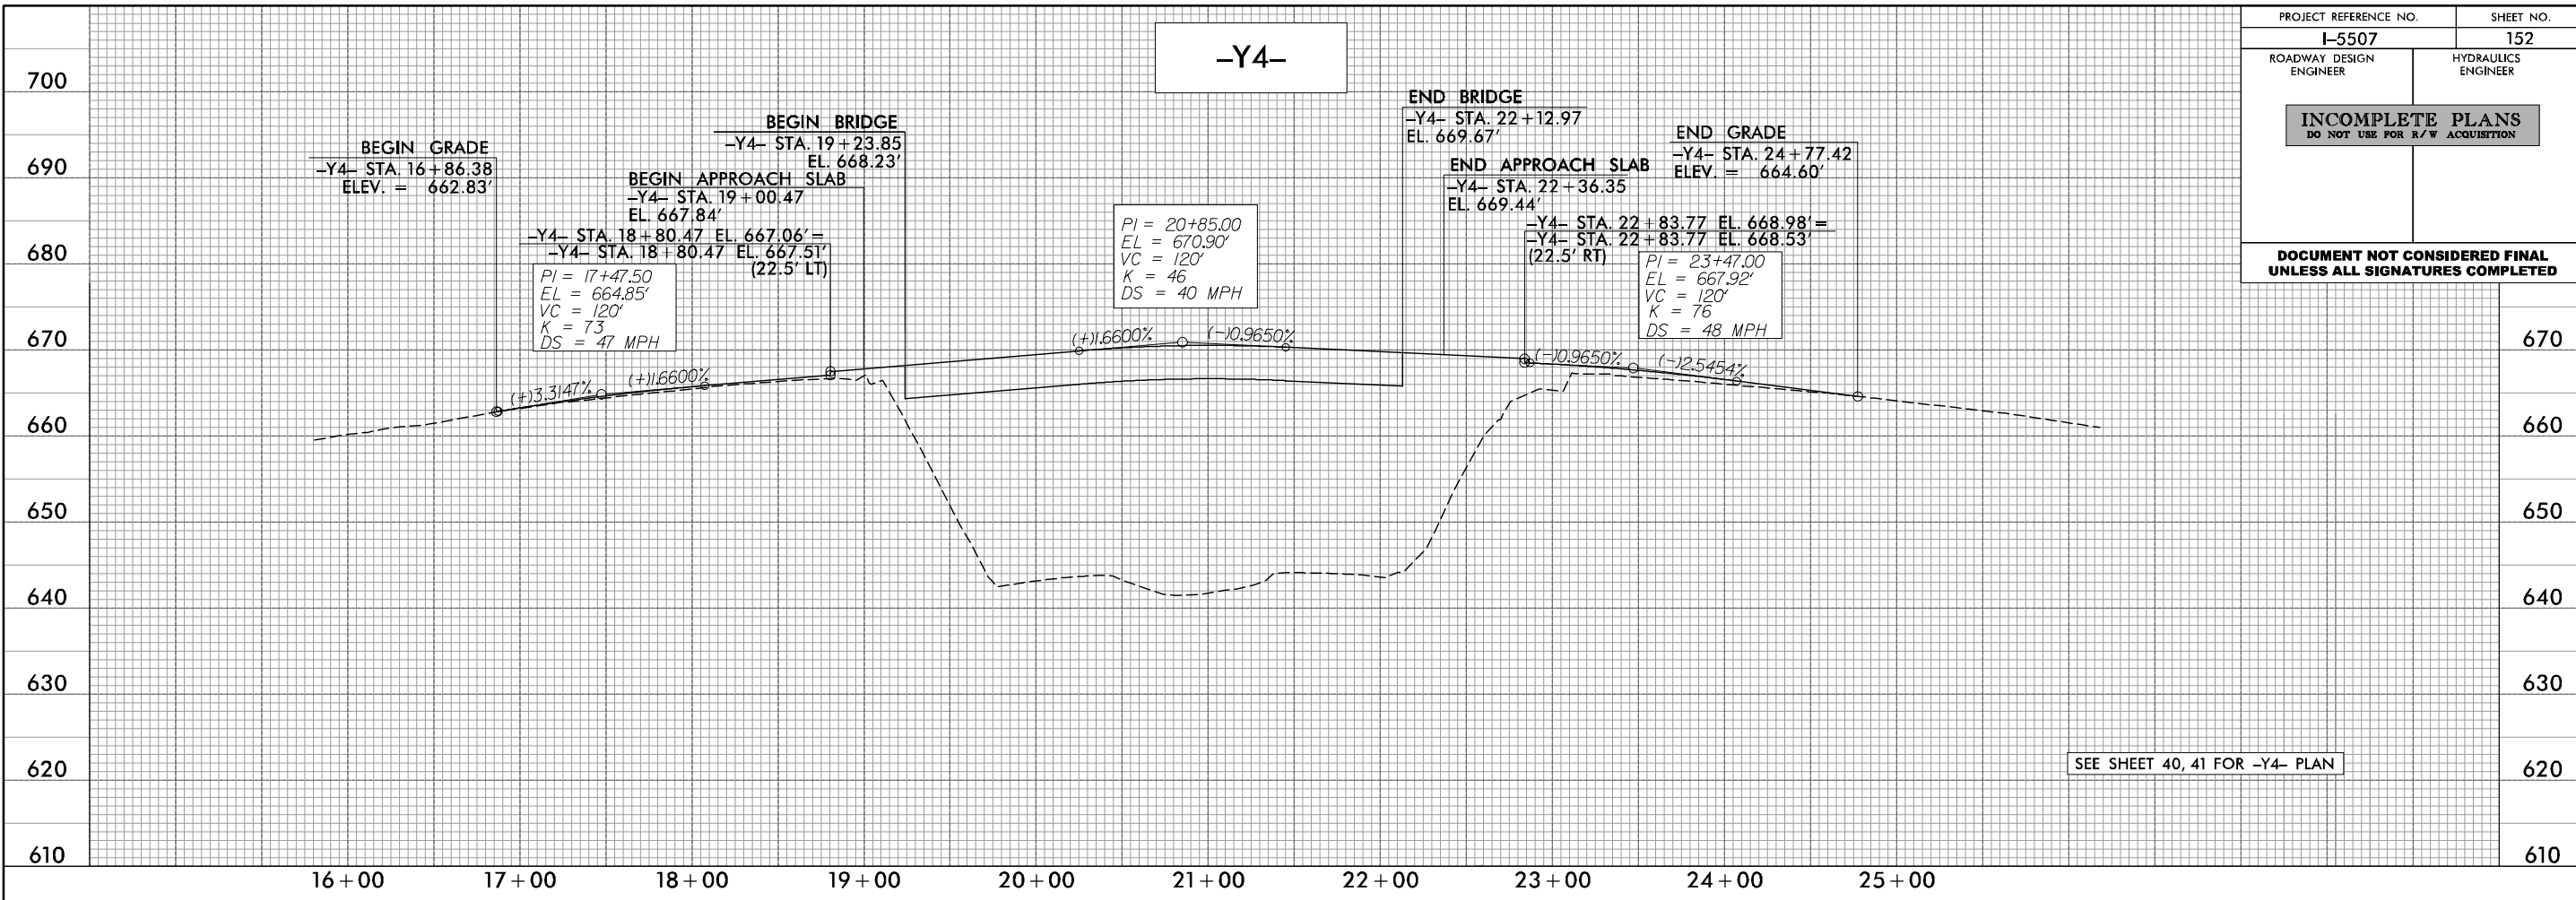 –Y4–
PROJECT REFERENCE NO.
SHEET NO.
I–5507
152
ROADWAY DESIGN
ENGINEER
HYDRAULICS
ENGINEER
INCOMPLETE PLANS
DO NOT USE FOR R/W ACQUISITION
DOCUMENT NOT CONSIDERED FINAL
UNLESS ALL SIGNATURES COMPLETED
BEGIN GRADE
–Y4– STA. 16+86.38
ELEV. = 662.83'
BEGIN BRIDGE
–Y4– STA. 19+23.85
EL. 668.23'
BEGIN APPROACH SLAB
–Y4– STA. 19+00.47
EL. 667.84'
–Y4– STA. 18+80.47 EL. 667.06' =
–Y4– STA. 18+80.47 EL. 667.51'
(22.5' LT)
PI = 17+47.50
EL = 664.85'
VC = 120'
K = 73
DS = 47 MPH
PI = 20+85.00
EL = 670.90'
VC = 120'
K = 46
DS = 40 MPH
END BRIDGE
–Y4– STA. 22+12.97
EL. 669.67'
END APPROACH SLAB
–Y4– STA. 22+36.35
EL. 669.44'
END GRADE
–Y4– STA. 24+77.42
ELEV. = 664.60'
–Y4– STA. 22+83.77 EL. 668.98' =
–Y4– STA. 22+83.77 EL. 668.53'
(22.5' RT)
PI = 23+47.00
EL = 667.92'
VC = 120'
K = 76
DS = 48 MPH
(+)3.3147%
(+)1.6600%
(+)1.6600%
(-)0.9650%
(-)0.9650%
(-)2.5454%
700
690
680
670
660
650
640
630
620
610
670
660
650
640
630
620
610
SEE SHEET 40, 41 FOR –Y4– PLAN
16+00
17+00
18+00
19+00
20+00
21+00
22+00
23+00
24+00
25+00